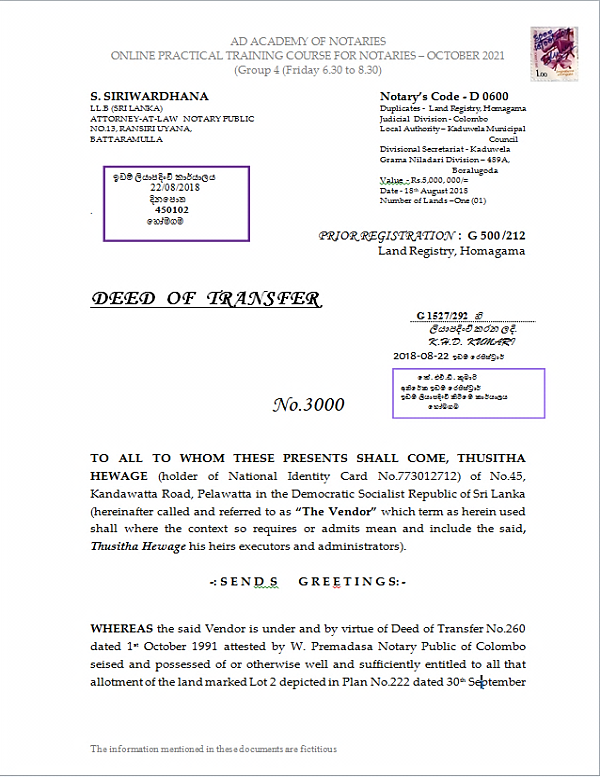 AD ACADEMY OF NOTARIES
ONLINE PRACTICAL TRAINING COURSE FOR NOTARIES – OCTOBER 2021
(Group 4 (Friday 6.30 to 8.30)
1.00
S. SIRIWARDHANA
LL.B (SRI LANKA)
ATTORNEY-AT-LAW NOTARY PUBLIC
NO.13, RANSIRI UYANA,
BATTARAMULLA
Notary's Code - D 0600
Duplicates - Land Registry, Homagama
Judicial Division - Colombo
Local Authority – Kaduwela Municipal
Council
Divisional Secretariat - Kaduwela
Grama Niladari Division – 459A,
Boralugoda
Value - Rs.5,000, 000/=
Date - 15th August 2018
Number of Lands –One (01)
ඉඩම් ලියාපදිංචි කාර්යාලය
22/08/2018
දිනපොත
450102
හෝමාගම
PRIOR REGISTRATION : G 500 /212
Land Registry, Homagama
DEED OF TRANSFER
G 1527/292 හි
ලියාපදිංචි කරන ලදි.
K.H.D. KUMARI
2018-08-22 ඉඩම් රෙජිස්ට්‍රාර්
කේ. එච්.ඩී. කුමාරි
අතිරේක ඉඩම් රෙජිස්ට්‍රාර්
ඉඩම් ලියාපදිංචි කිරීමේ කාර්යාලය
හෝමාගම
No.3000
TO ALL TO WHOM THESE PRESENTS SHALL COME, THUSITHA
HEWAGE (holder of National Identity Card No.773012712) of No.45,
Kandawatta Road, Pelawatta in the Democratic Socialist Republic of Sri Lanka
(hereinafter called and referred to as “The Vendor” which term as herein used
shall where the context so requires or admits mean and include the said,
Thusitha Hewage his heirs executors and administrators).
-: S E N D S G R E E T I N G S: -
WHEREAS the said Vendor is under and by virtue of Deed of Transfer No.260
dated 1st October 1991 attested by W. Premadasa Notary Public of Colombo
seised and possessed of or otherwise well and sufficiently entitled to all that
allotment of the land marked Lot 2 depicted in Plan No.222 dated 30th September
The information mentioned in these documents are fictitious